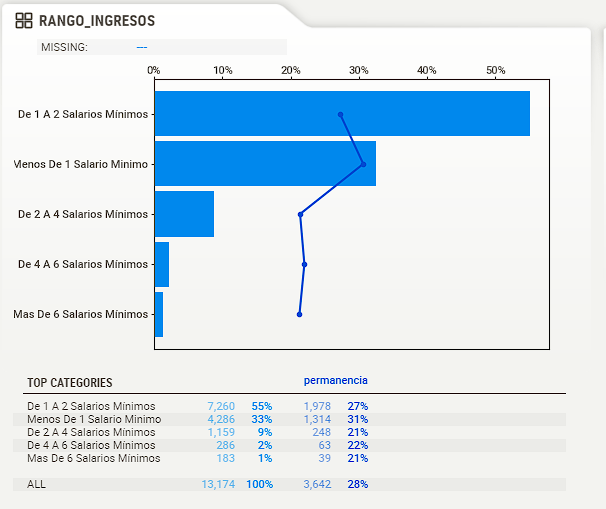 RANGO_INGRESOS
MISSING: ---
0% 10% 20% 30% 40% 50%
De 1 A 2 Salarios Mínimos
Menos De 1 Salario Minimo
De 2 A 4 Salarios Mínimos
De 4 A 6 Salarios Mínimos
Mas De 6 Salarios Mínimos
TOP CATEGORIES permanencia
De 1 A 2 Salarios Mínimos 7,260 55% 1,978 27%
Menos De 1 Salario Minimo 4,286 33% 1,314 31%
De 2 A 4 Salarios Mínimos 1,159 9% 248 21%
De 4 A 6 Salarios Mínimos 286 2% 63 22%
Mas De 6 Salarios Mínimos 183 1% 39 21%
ALL 13,174 100% 3,642 28%